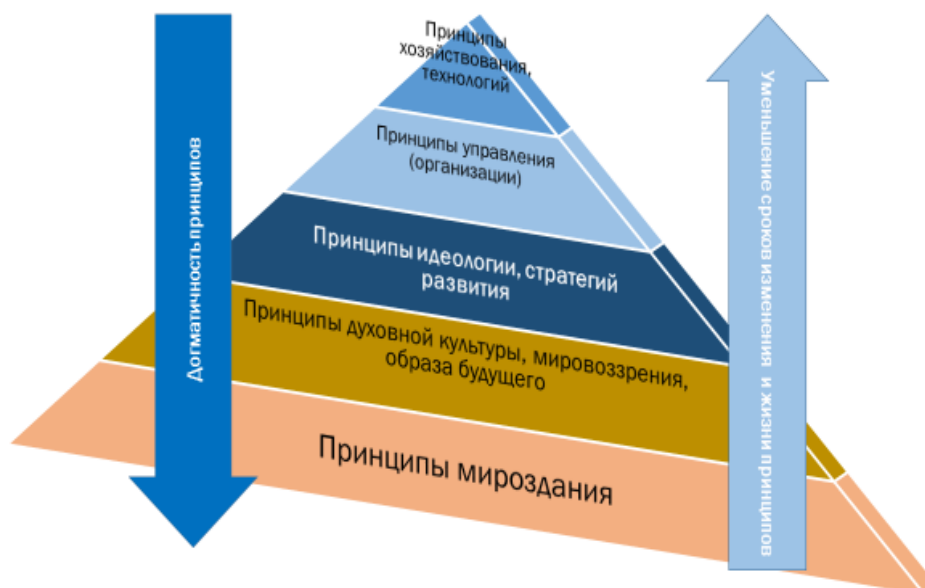 Принципы
хозяйствования,
технологий
Принципы управления
(организации)
Принципы идеологии, стратегий
развития
Принципы духовной культуры, мировоззрения,
образа будущего
Принципы мироздания
Догматичность принципов
Уменьшение сроков изменения и жизни принципов